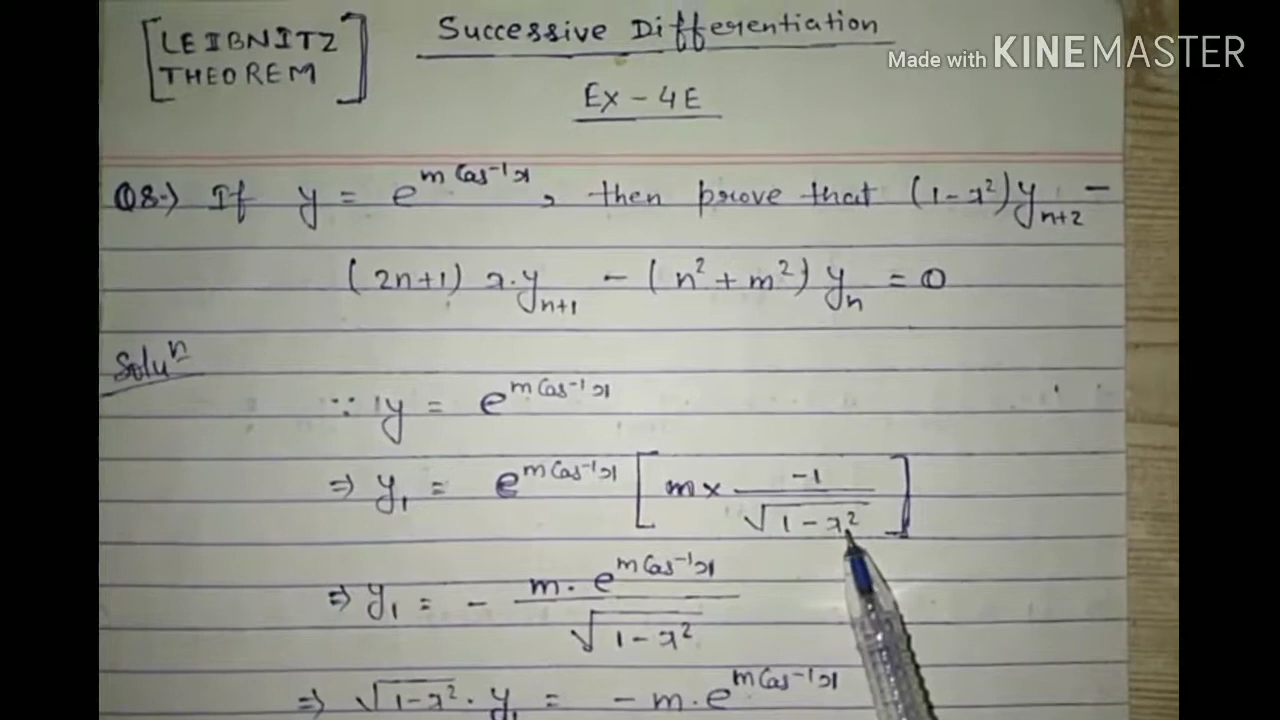 [LEIBNITZ THEOREM]
Successive Differentiation
Made with KINEMASTER
Ex - 4E
Q8→) If y = e^{m Cos⁻¹x}, then prove that (1-x²)y_{n+2} -
(2n+1) x.y_{n+1} - (n² + m²) y_n = 0
Soluⁿ
∵ y = e^{m Cos⁻¹x}
⇒ y₁ = e^{m Cos⁻¹x} [m × -1/√(1-x²)]
⇒ y₁ = - m. e^{m Cos⁻¹x}/√(1-x²)
⇒ √(1-x²) . y₁ = - m. e^{m Cos⁻¹x}